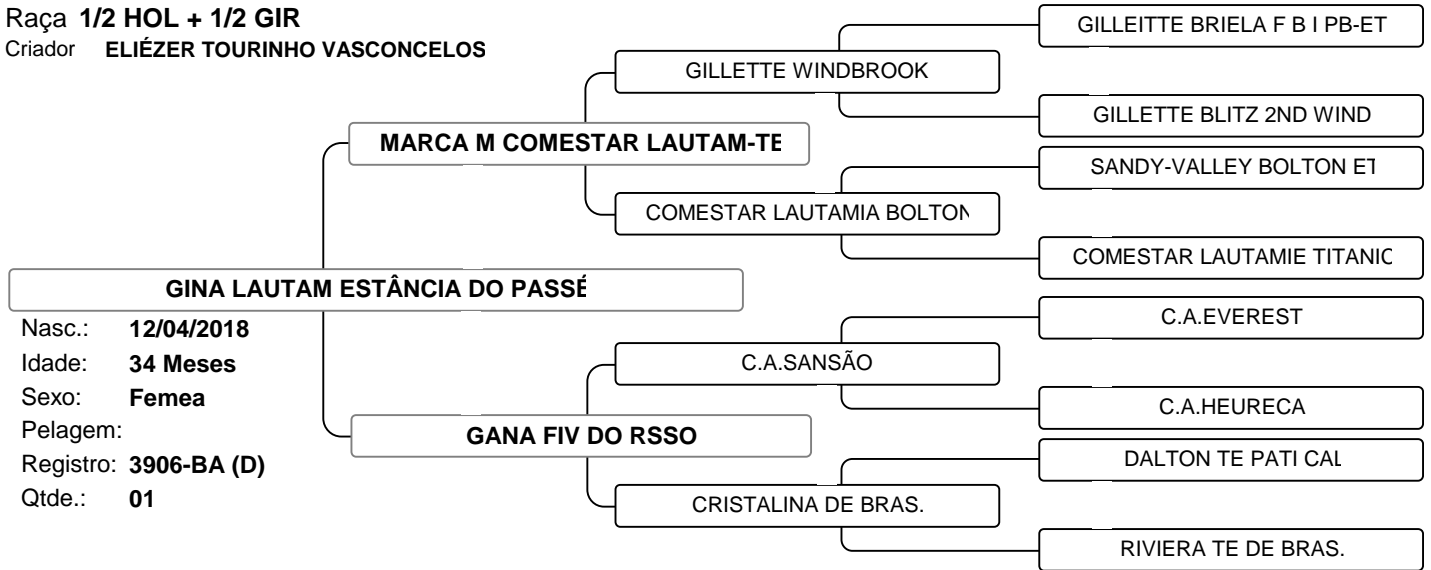 Raça 1/2 HOL + 1/2 GIR
Criador ELIÉZER TOURINHO VASCONCELOS
GILLEITTE BRIELA F B I PB-ET
GILLETTE WINDBROOK
GILLETTE BLITZ 2ND WIND
MARCA M COMESTAR LAUTAM-TE
SANDY-VALLEY BOLTON ET
COMESTAR LAUTAMIA BOLTON
COMESTAR LAUTAMIE TITANIC
GINA LAUTAM ESTÂNCIA DO PASSÉ
Nasc.: 12/04/2018
Idade: 34 Meses
Sexo: Femea
Pelagem:
Registro: 3906-BA (D)
Qtde.: 01
C.A.EVEREST
C.A.SANSÃO
C.A.HEURECA
GANA FIV DO RSSO
DALTON TE PATI CAL
CRISTALINA DE BRAS.
RIVIERA TE DE BRAS.